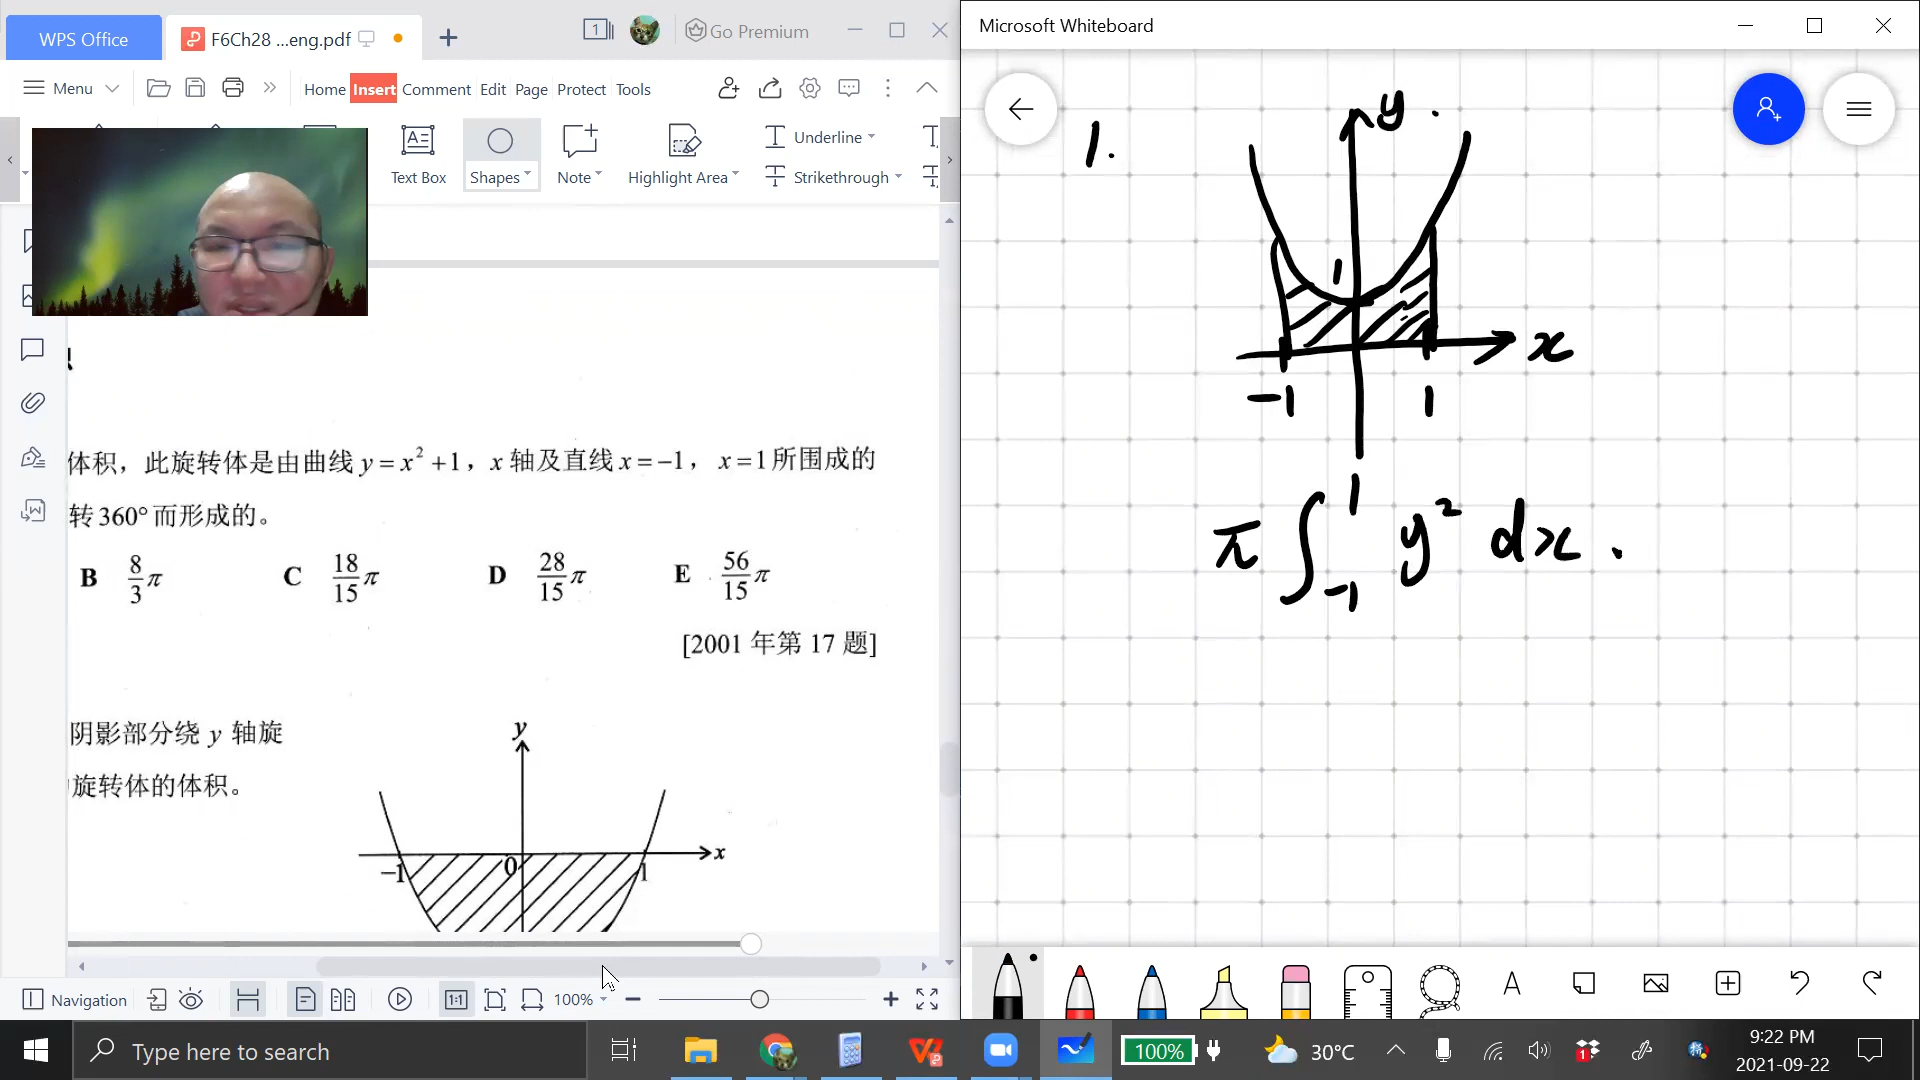 WPS Office
F6Ch28 ...eng.pdf
1
Go Premium
Menu
Home
Insert
Comment
Edit
Page
Protect
Tools
Text Box
Shapes
Note
Highlight Area
Underline
Strikethrough
体积，此旋转体是由曲线 y = x² +1，x 轴及直线 x = −1， x = 1 所围成的
转 360° 而形成的。
B 8/3 π C 18/15 π D 28/15 π E 56/15 π
[2001 年第 17 题]
阴影部分绕 y 轴旋
旋转体的体积。
y
x
−1
0
1
Navigation
1:1
100%
Microsoft Whiteboard
1.
y
1
x
−1
1
π ∫₋₁¹ y² dx .
A
Type here to search
100%
30°C
1
9:22 PM
2021-09-22